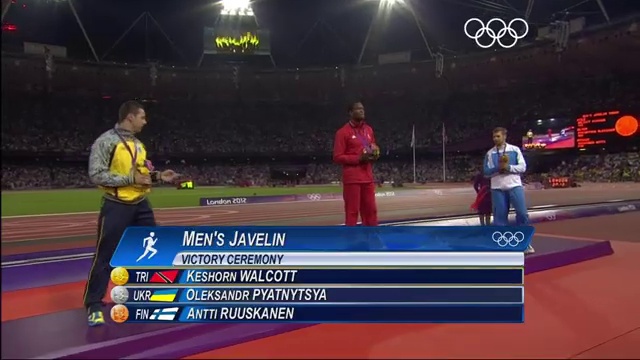 London 2012
MEN'S JAVELIN
VICTORY CEREMONY
TRI KESHORN WALCOTT
UKR OLEKSANDR PYATNYTSYA
FIN ANTTI RUUSKANEN